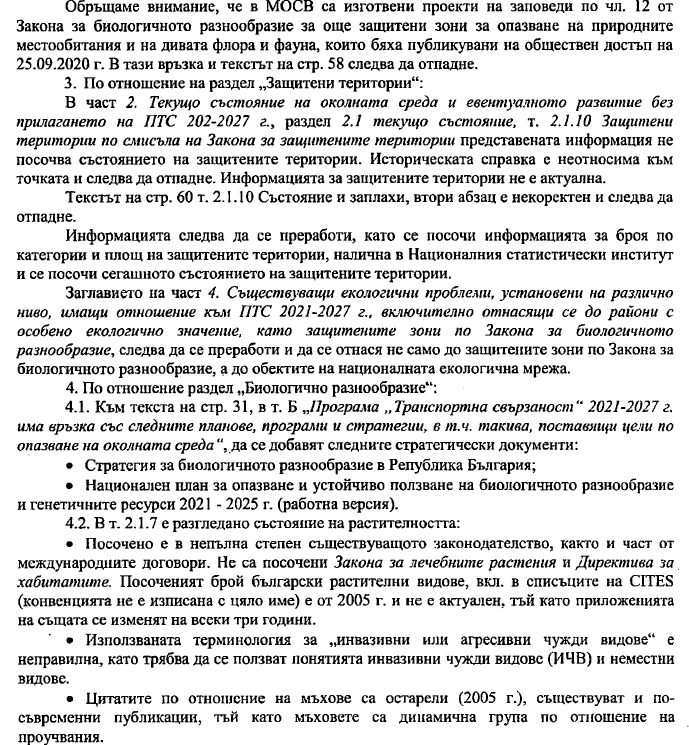 Обръщаме внимание, че в МОСВ са изготвени проекти на заповеди по чл. 12 от
Закона за биологичното разнообразие за още защитени зони за опазване на природните
местообитания и на дивата флора и фауна, които бяха публикувани на обществен достъп на
25.09.2020 г. В тази връзка и текстът на стр. 58 следва да отпадне.
3. По отношение на раздел „Защитени територии“:
В част 2. Текущо състояние на околната среда и евентуалното развитие без
прилагането на ПТС 202-2027 г., раздел 2.1 текущо състояние, т. 2.1.10 Защитени
територии по смисъла на Закона за защитените територии представената информация не
посочва състоянието на защитените територии. Историческата справка е неотносима към
точката и следва да отпадне. Информацията за защитените територии не е актуална.
Текстът на стр. 60 т. 2.1.10 Състояние и заплахи, втори абзац е некоректен и следва да
отпадне.
Информацията следва да се преработи, като се посочи информацията за броя по
категории и площ на защитените територии, налична в Националния статистически институт
и се посочи сегашното състоянието на защитените територии.
Заглавието на част 4. Съществуващи екологични проблеми, установени на различно
ниво, имащи отношение към ПТС 2021-2027 г., включително отнасящи се до райони с
особено екологично значение, като защитените зони по Закона за биологичното
разнообразие, следва да се преработи и да се отнася не само до защитените зони по Закона за
биологичното разнообразие, а до обектите на националната екологична мрежа.
4. По отношение раздел „Биологично разнообразие“:
4.1. Към текста на стр. 31, в т. Б „Програма „Транспортна свързаност“ 2021-2027 г.
има връзка със следните планове, програми и стратегии, в т.ч. такива, поставящи цели по
опазване на околната среда“, да се добавят следните стратегически документи:
• Стратегия за биологичното разнообразие в Република България;
• Национален план за опазване и устойчиво ползване на биологичното разнообразие
и генетичните ресурси 2021 - 2025 г. (работна версия).
4.2. В т. 2.1.7 е разгледано състояние на растителността:
• Посочено е в непълна степен съществуващото законодателство, както и част от
международните договори. Не са посочени Закона за лечебните растения и Директива за
хабитатите. Посоченият брой български растителни видове, вкл. в списъците на CITES
(конвенцията не е изписана с цяло име) е от 2005 г. и не е актуален, тъй като приложенията
на същата се изменят на всеки три години.
• Използваната терминология за „инвазивни или агресивни чужди видове“ е
неправилна, като трябва да се ползват понятията инвазивни чужди видове (ИЧВ) и неместни
видове.
• Цитатите по отношение на мъхове са остарели (2005 г.), съществуват и по-
съвременни публикации, тъй като мъховете са динамична група по отношение на
проучвания.